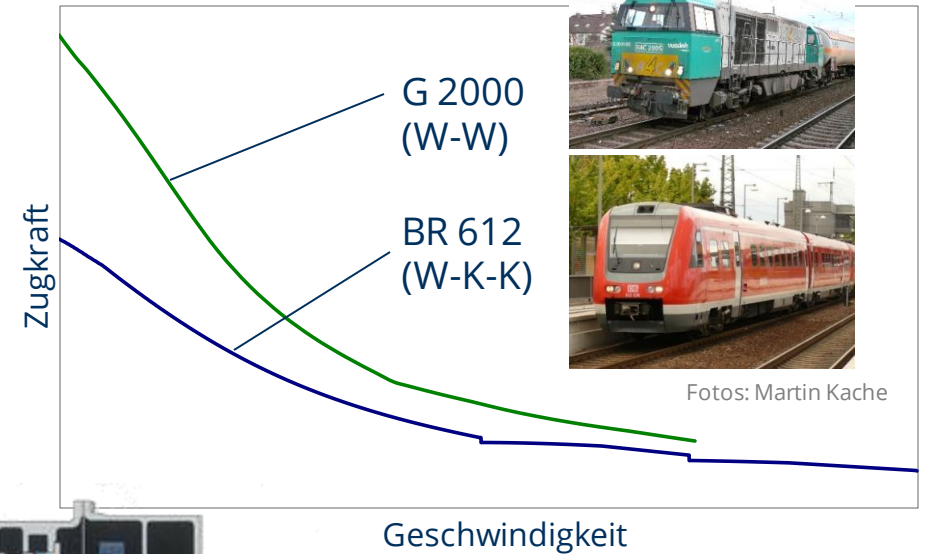 G 2000
(W-W)
BR 612
(W-K-K)
Zugkraft
Fotos: Martin Kache
Geschwindigkeit